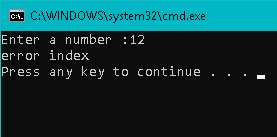 C:\WINDOWS\system32\cmd.exe
Enter a number :12
error index
Press any key to continue . . .